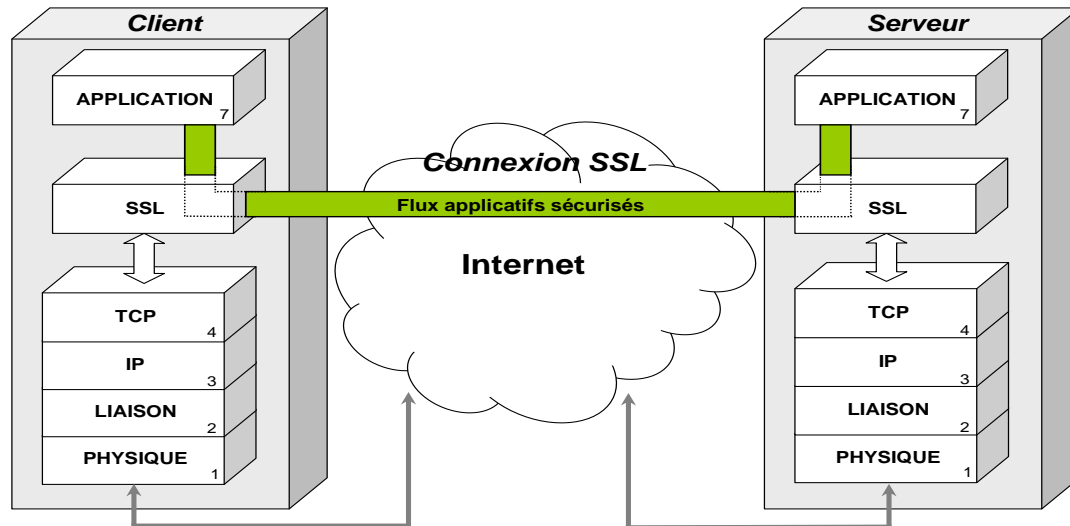 Client
APPLICATION 7
SSL
TCP 4
IP 3
LIAISON 2
PHYSIQUE 1
Connexion SSL
Flux applicatifs sécurisés
Internet
Serveur
APPLICATION 7
SSL
TCP 4
IP 3
LIAISON 2
PHYSIQUE 1